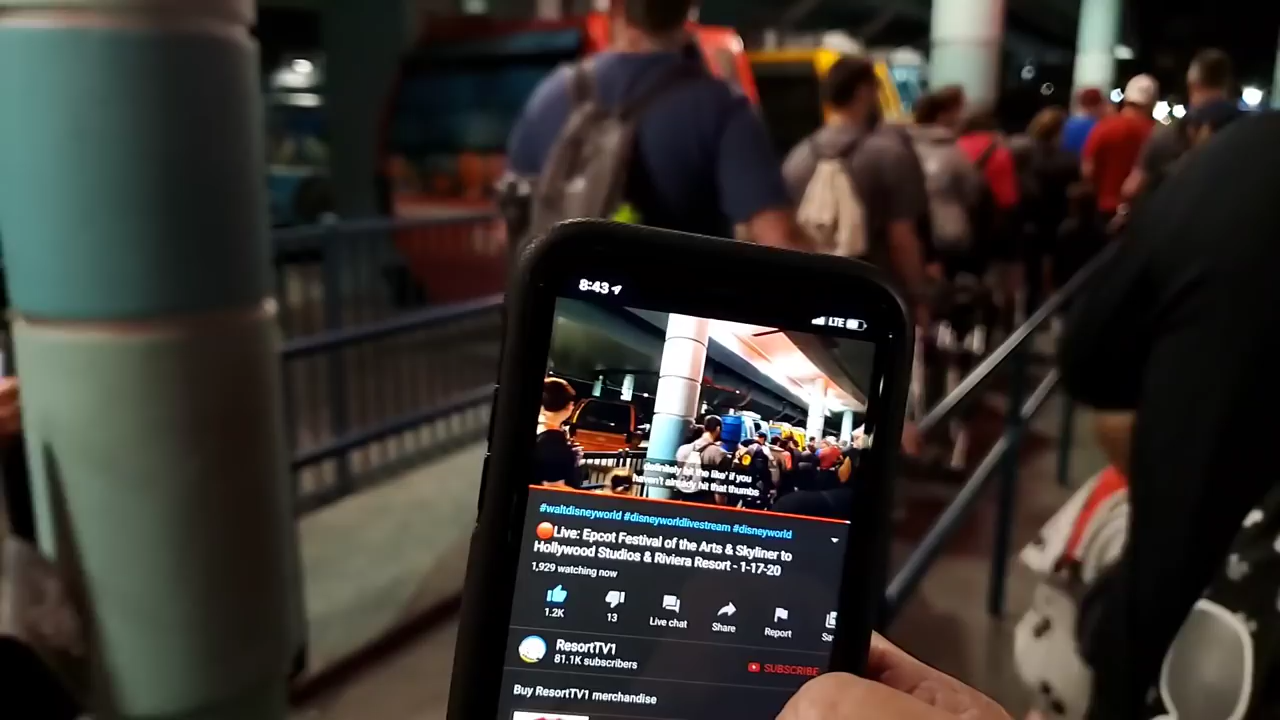 8:43
LTE
definitely hit the 'like' if you
haven't already hit that thumbs
#waltdisneyworld #disneyworldlivestream #disneyworld
Live: Epcot Festival of the Arts & Skyliner to
Hollywood Studios & Riviera Resort - 1-17-20
1,929 watching now
1.2K
13
Live chat
Share
Report
Sa
ResortTV1
81.1K subscribers
SUBSCRIBE
Buy ResortTV1 merchandise